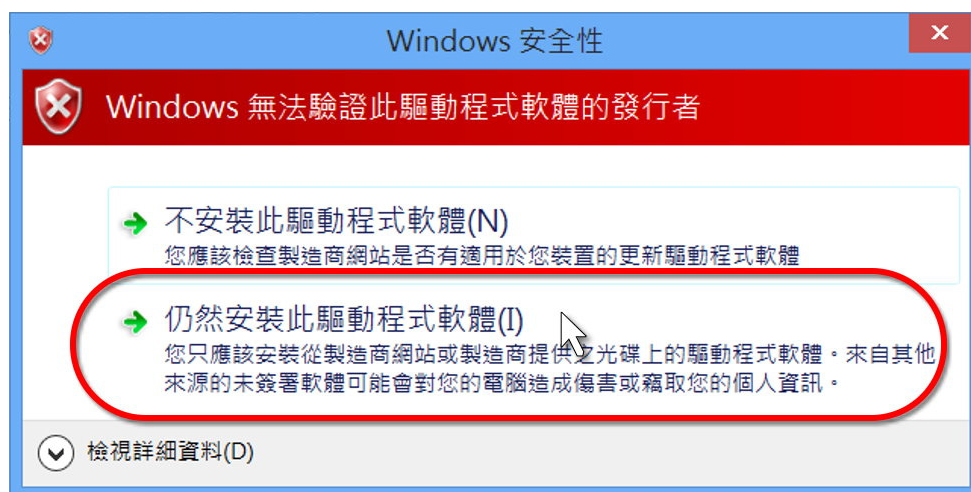 Windows 安全性
Windows 無法驗證此驅動程式軟體的發行者
不安裝此驅動程式軟體(N)
您應該檢查製造商網站是否有適用於您裝置的更新驅動程式軟體
仍然安裝此驅動程式軟體(I)
您只應該安裝從製造商網站或製造商提供之光碟上的驅動程式軟體。來自其他
來源的未簽署軟體可能會對您的電腦造成傷害或竊取您的個人資訊。
檢視詳細資料(D)